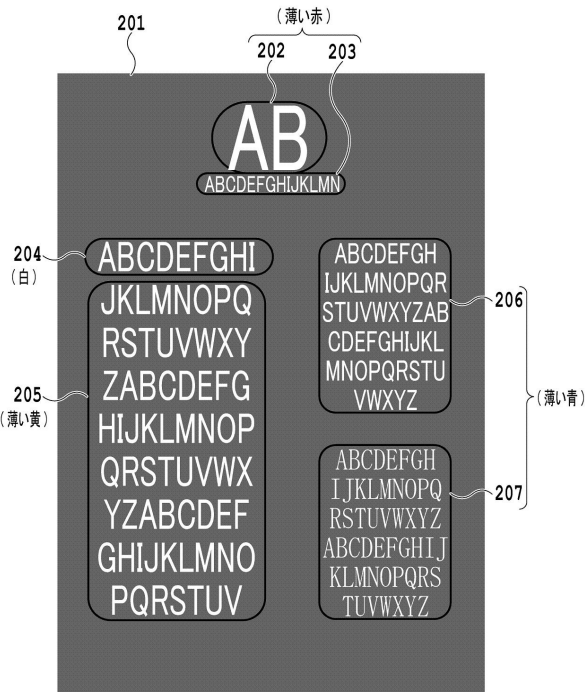 (薄い赤)
201
202
203
AB
ABCDEFGHIJKLMN
204
(白)
ABCDEFGHI
205
(薄い黄)
JKLMNOPQ
RSTUVWXY
ZABCDEFG
HIJKLMNOP
QRSTUVWX
YZABCDEF
GHIJKLMNO
PQRSTUV
ABCDEFGH
IJKLMNOPQR
STUVWXYZAB
CDEFGHIJKL
MNOPQRSTU
VWXYZ
206
(薄い青)
ABCDEFGH
IJKLMNOPQ
RSTUVWXYZ
ABCDEFGHIJ
KLMNOPQRS
TUVWXYZ
207